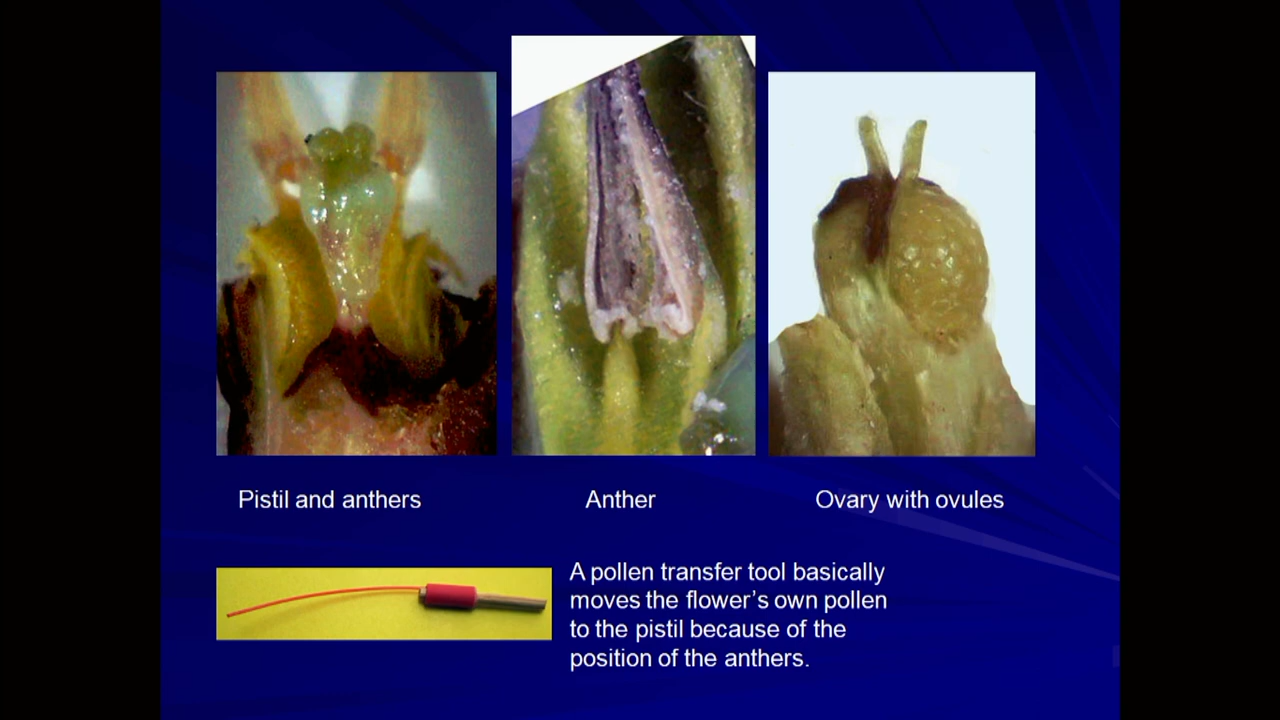 Pistil and anthers
Anther
Ovary with ovules
A pollen transfer tool basically
moves the flower’s own pollen
to the pistil because of the
position of the anthers.